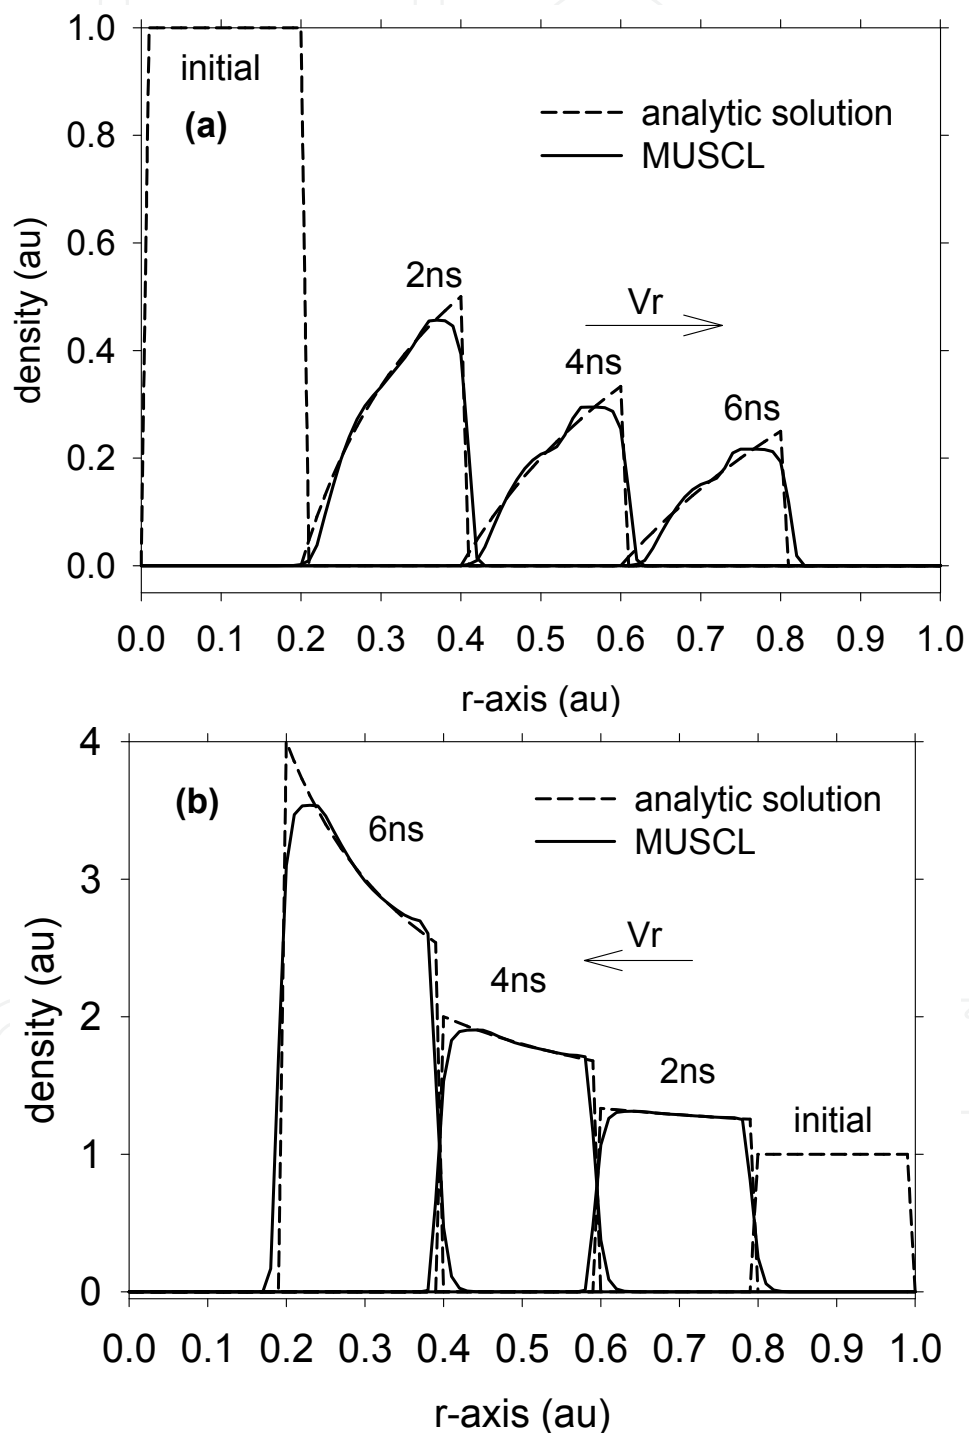 1.0
initial
(a)
analytic solution
MUSCL
0.8
0.6
2ns
Vr
density (au)
0.4
4ns
6ns
0.2
0.0
0.0 0.1 0.2 0.3 0.4 0.5 0.6 0.7 0.8 0.9 1.0
r-axis (au)
4
(b)
analytic solution
6ns
MUSCL
3
Vr
4ns
density (au)
2
2ns
initial
1
0
0.0 0.1 0.2 0.3 0.4 0.5 0.6 0.7 0.8 0.9 1.0
r-axis (au)